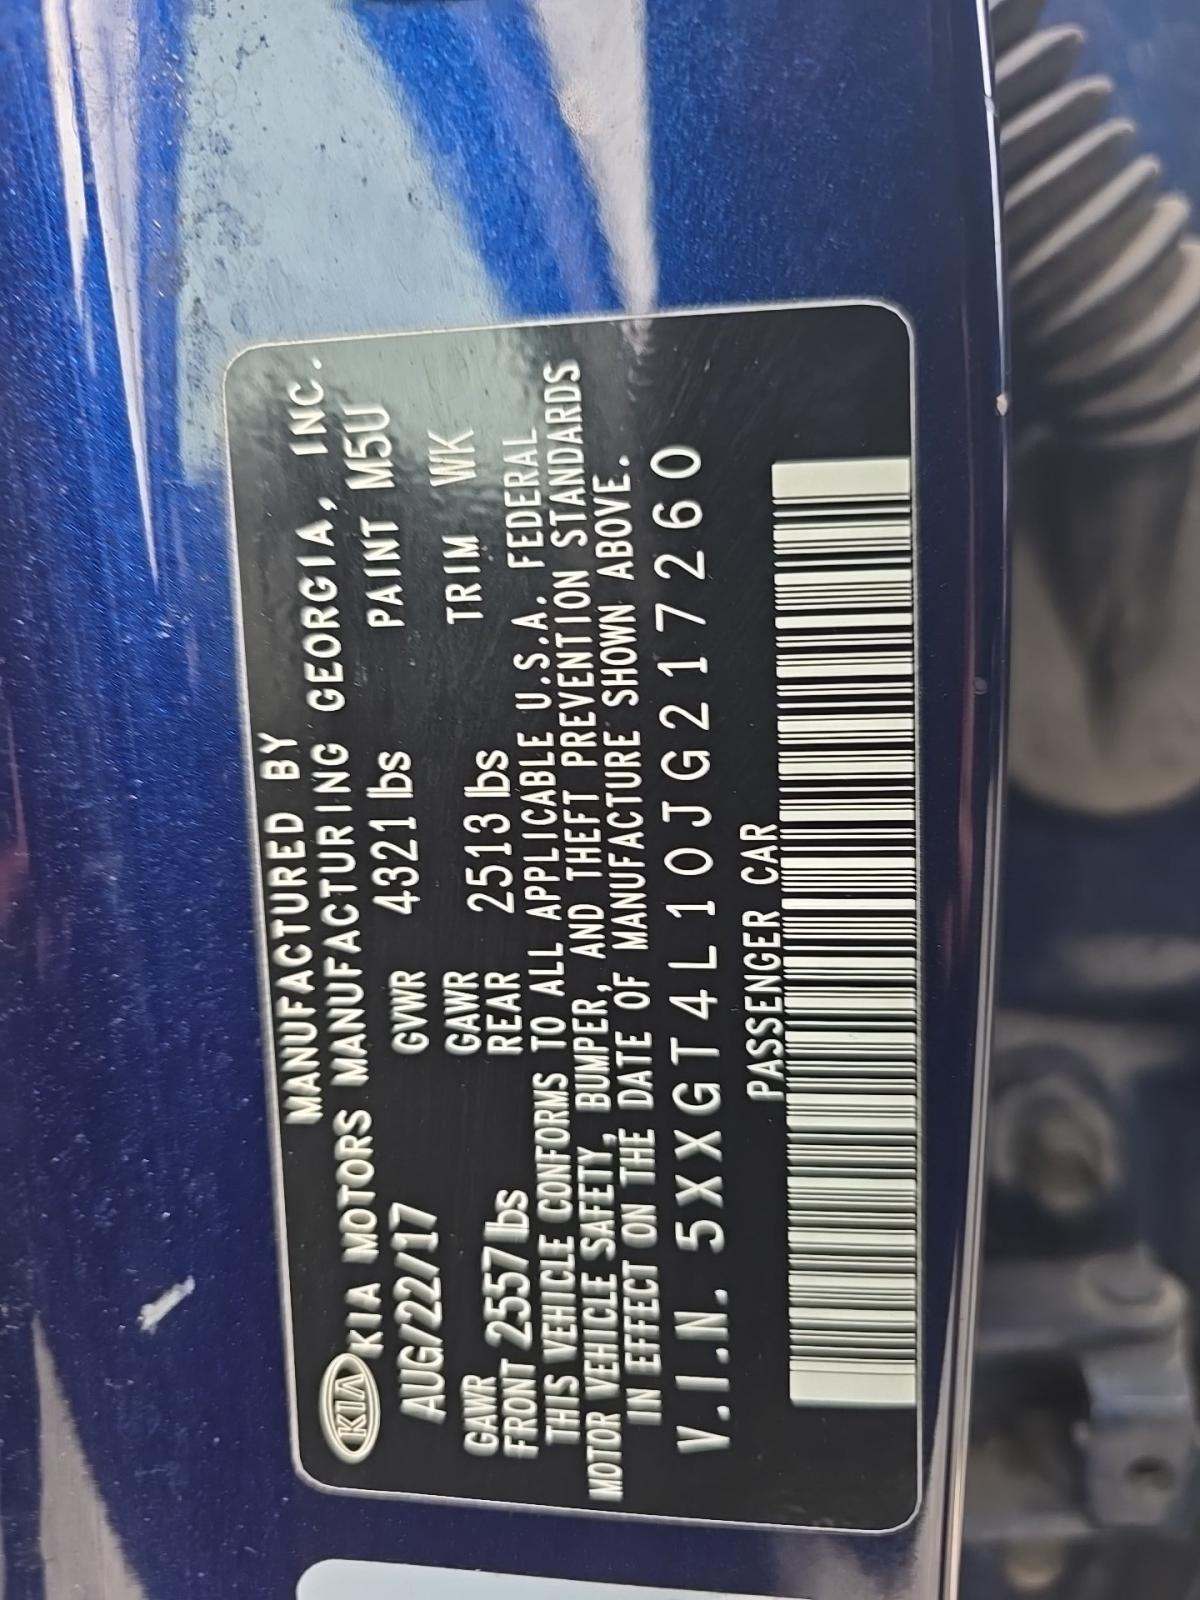 MANUFACTURED BY
KIA KIA MOTORS MANUFACTURING GEORGIA, INC.
AUG/22/17 GVWR 4321 lbs PAINT M5U
GAWR FRONT 2557 lbs GAWR REAR 2513 lbs TRIM WK
THIS VEHICLE CONFORMS TO ALL APPLICABLE U.S.A. FEDERAL
MOTOR VEHICLE SAFETY, BUMPER, AND THEFT PREVENTION STANDARDS
IN EFFECT ON THE DATE OF MANUFACTURE SHOWN ABOVE.
V.I.N. 5XXGT4L10JG217260
PASSENGER CAR